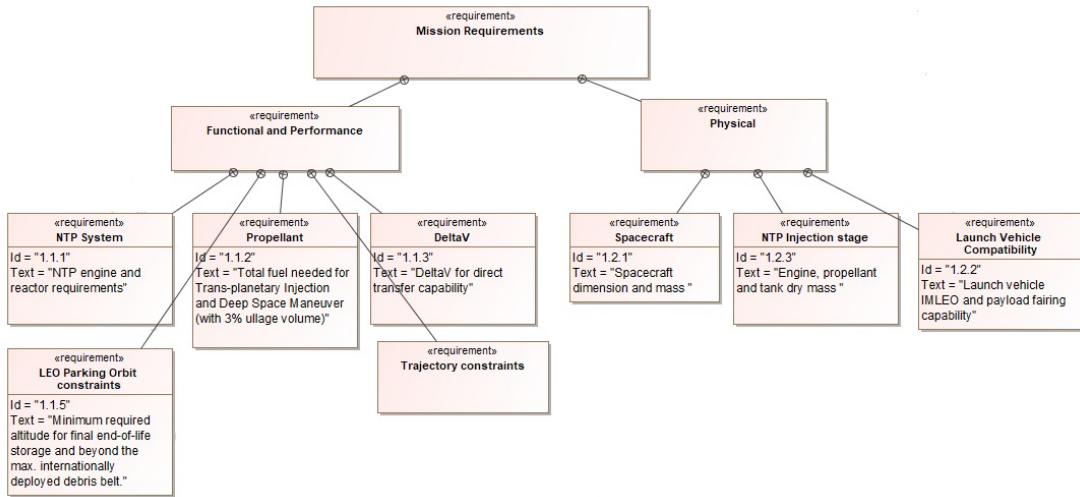 «requirement»
Mission Requirements
«requirement»
Functional and Performance
«requirement»
Physical
«requirement»
NTP System
Id = "1.1.1"
Text = "NTP engine and
reactor requirements"
«requirement»
Propellant
Id = "1.1.2"
Text = "Total fuel needed for
Trans-planetary Injection
and Deep Space Maneuver
(with 3% ullage volume)"
«requirement»
DeltaV
Id = "1.1.3"
Text = "DeltaV for direct
transfer capability"
«requirement»
Spacecraft
Id = "1.2.1"
Text = "Spacecraft
dimension and mass "
«requirement»
NTP Injection stage
Id = "1.2.3"
Text = "Engine, propellant
and tank dry mass "
«requirement»
Launch Vehicle
Compatibility
Id = "1.2.2"
Text = "Launch vehicle
IMLEO and payload fairing
capability"
«requirement»
LEO Parking Orbit
constraints
Id = "1.1.5"
Text = "Minimum required
altitude for final end-of-life
storage and beyond the
max. internationally
deployed debris belt."
«requirement»
Trajectory constraints